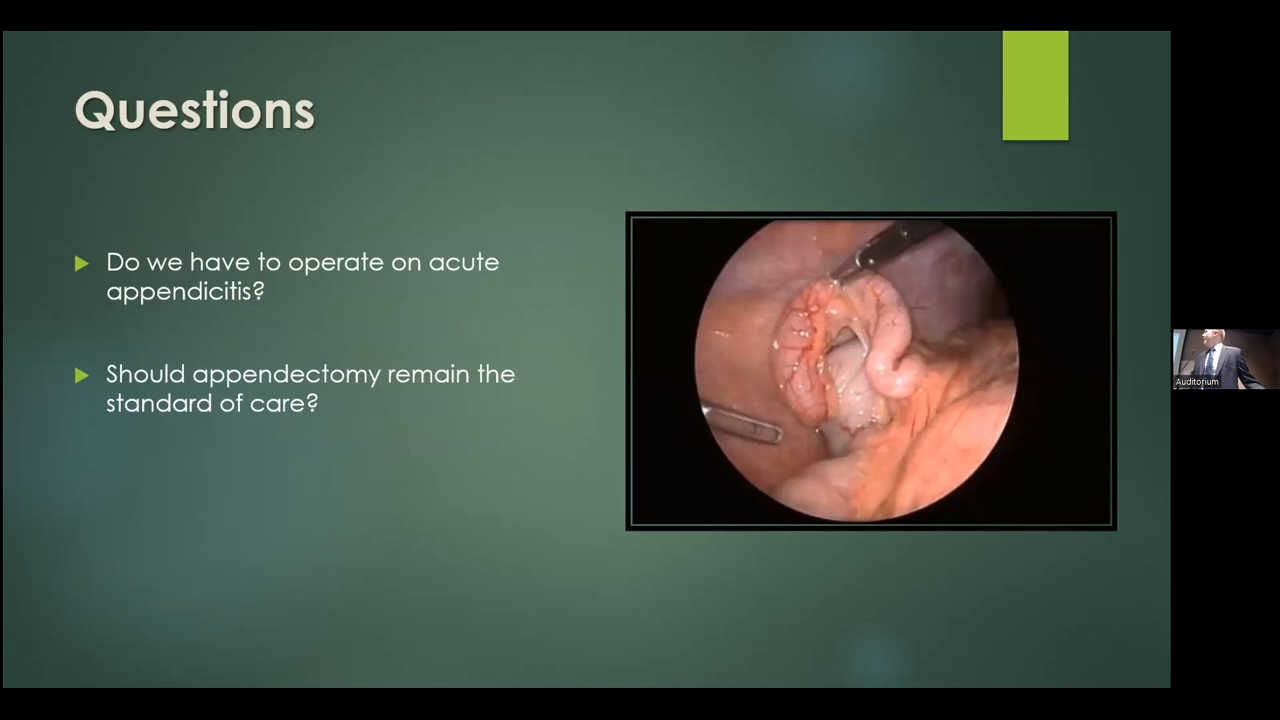 Questions
Do we have to operate on acute
appendicitis?
Should appendectomy remain the
standard of care?
Auditorium